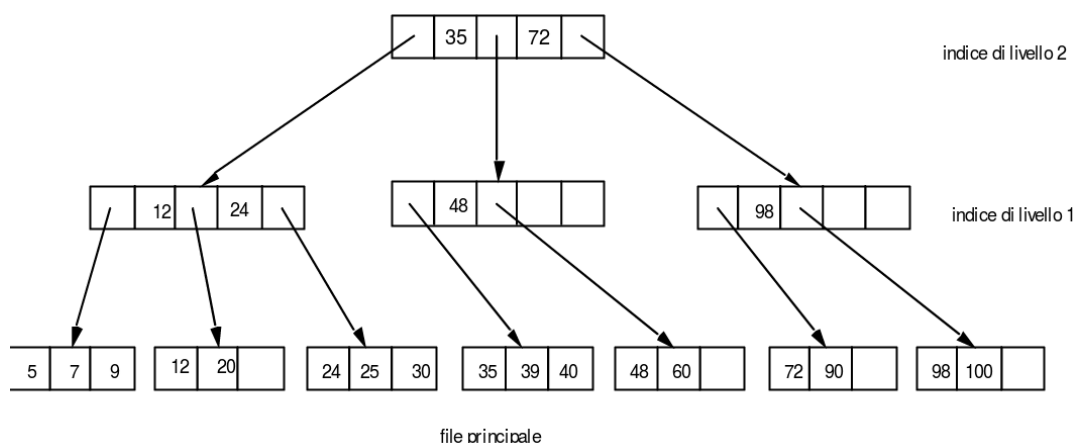 35 72
indice di livello 2
12 24 48 98
indice di livello 1
5 7 9 12 20 24 25 30 35 39 40 48 60 72 90 98 100
file principale